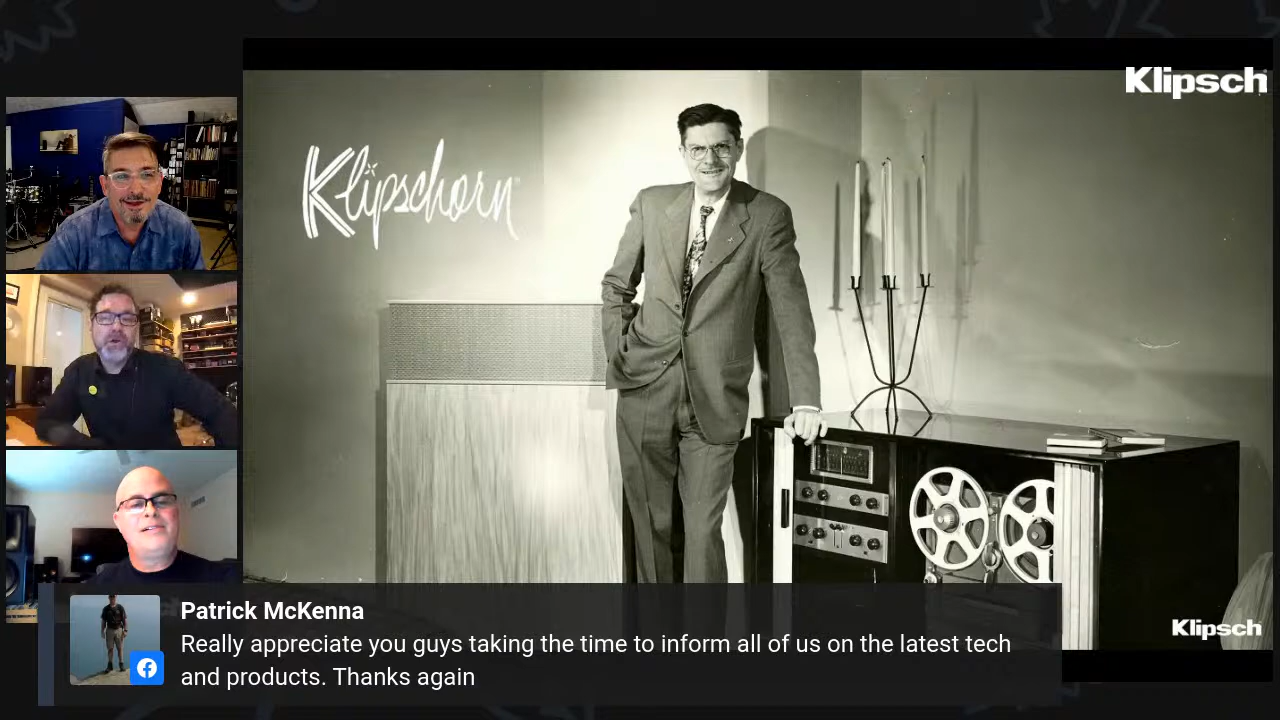 Klipsch
Klipschorn
Klipsch
Patrick McKenna
Really appreciate you guys taking the time to inform all of us on the latest tech
and products. Thanks again